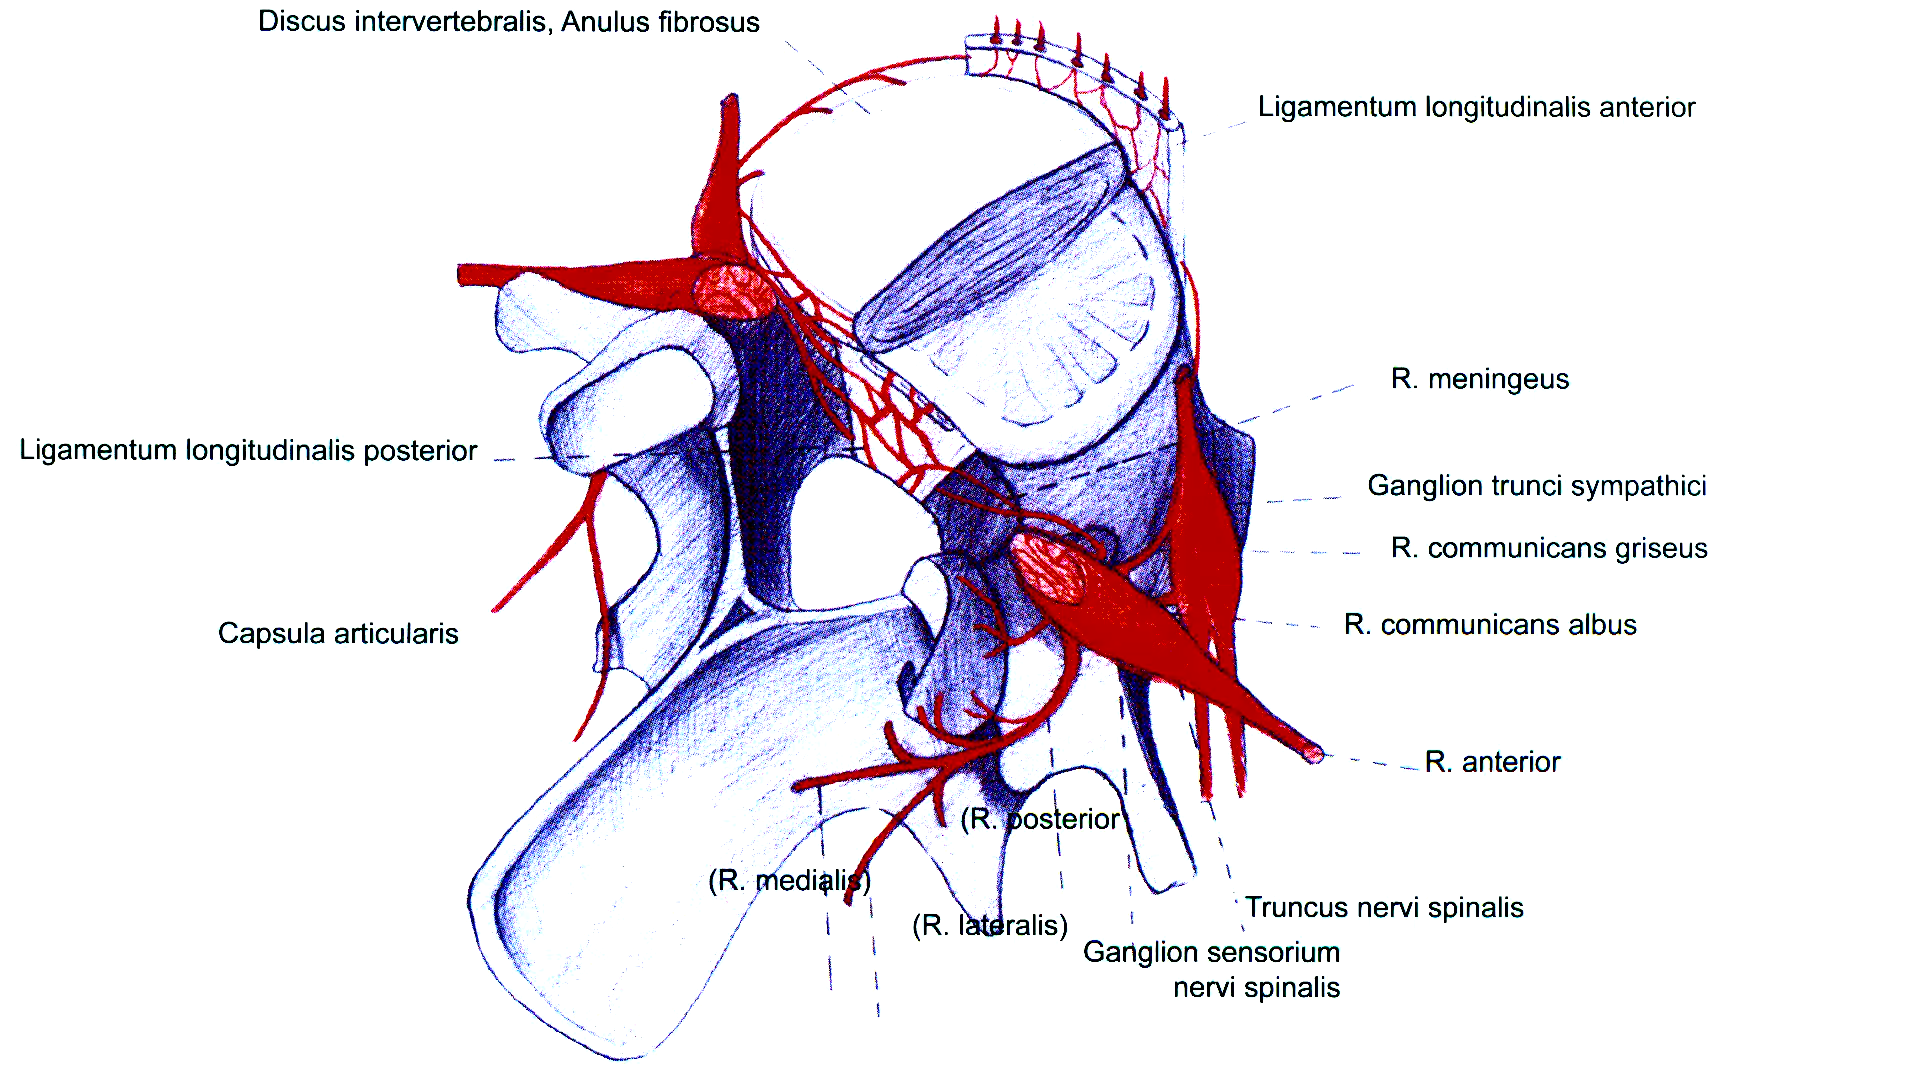 Discus intervertebralis, Anulus fibrosus
Ligamentum longitudinalis anterior
R. meningeus
Ligamentum longitudinalis posterior
Ganglion trunci sympathici
R. communicans griseus
Capsula articularis
R. communicans albus
R. anterior
(R. posterior
(R. medialis)
(R. lateralis)
Truncus nervi spinalis
Ganglion sensorium
nervi spinalis